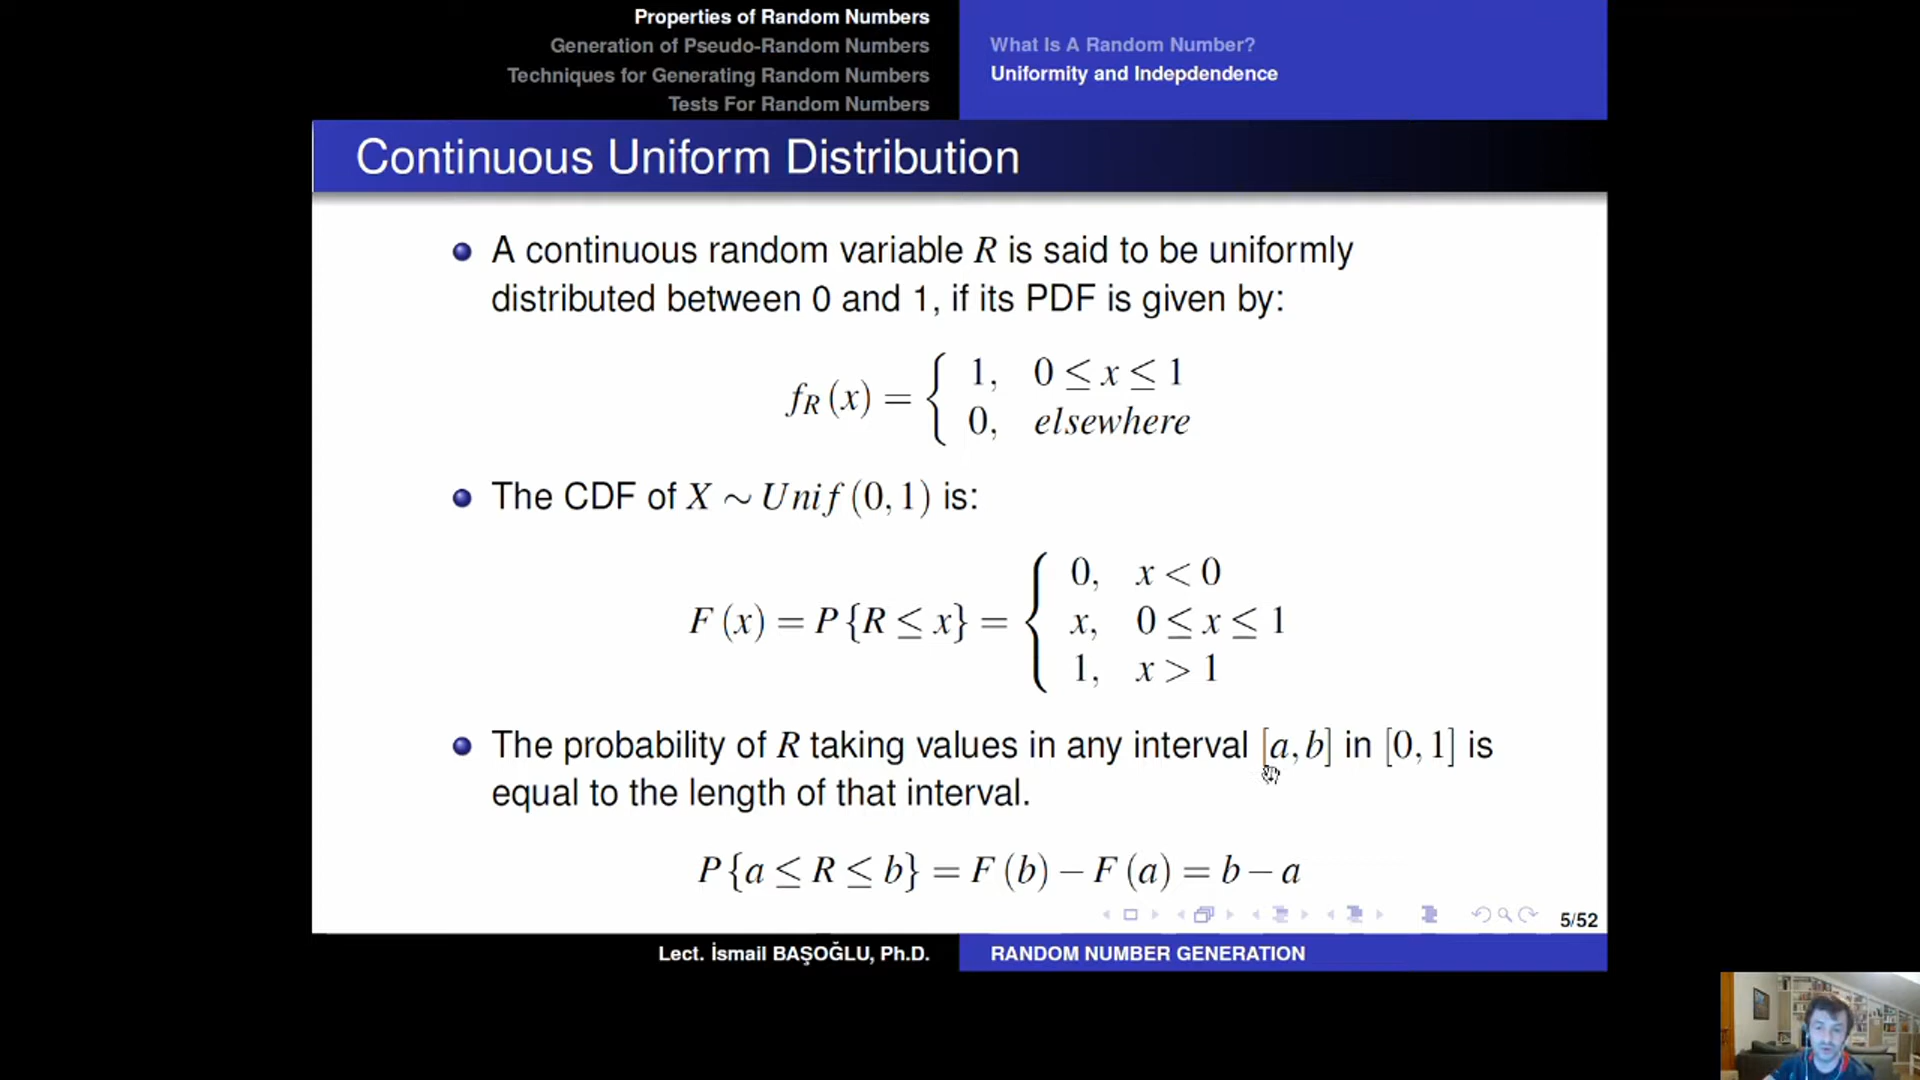 Properties of Random Numbers
Generation of Pseudo-Random Numbers
Techniques for Generating Random Numbers
Tests For Random Numbers
What Is A Random Number?
Uniformity and Indepdendence
Continuous Uniform Distribution
A continuous random variable R is said to be uniformly
distributed between 0 and 1, if its PDF is given by:
f_R(x) = { 1, 0 ≤ x ≤ 1
0, elsewhere
The CDF of X ∼ Unif(0, 1) is:
F(x) = P{R ≤ x} = { 0, x < 0
x, 0 ≤ x ≤ 1
1, x > 1
The probability of R taking values in any interval [a, b] in [0, 1] is
equal to the length of that interval.
P{a ≤ R ≤ b} = F(b) − F(a) = b − a
5/52
Lect. İsmail BAŞOĞLU, Ph.D.
RANDOM NUMBER GENERATION